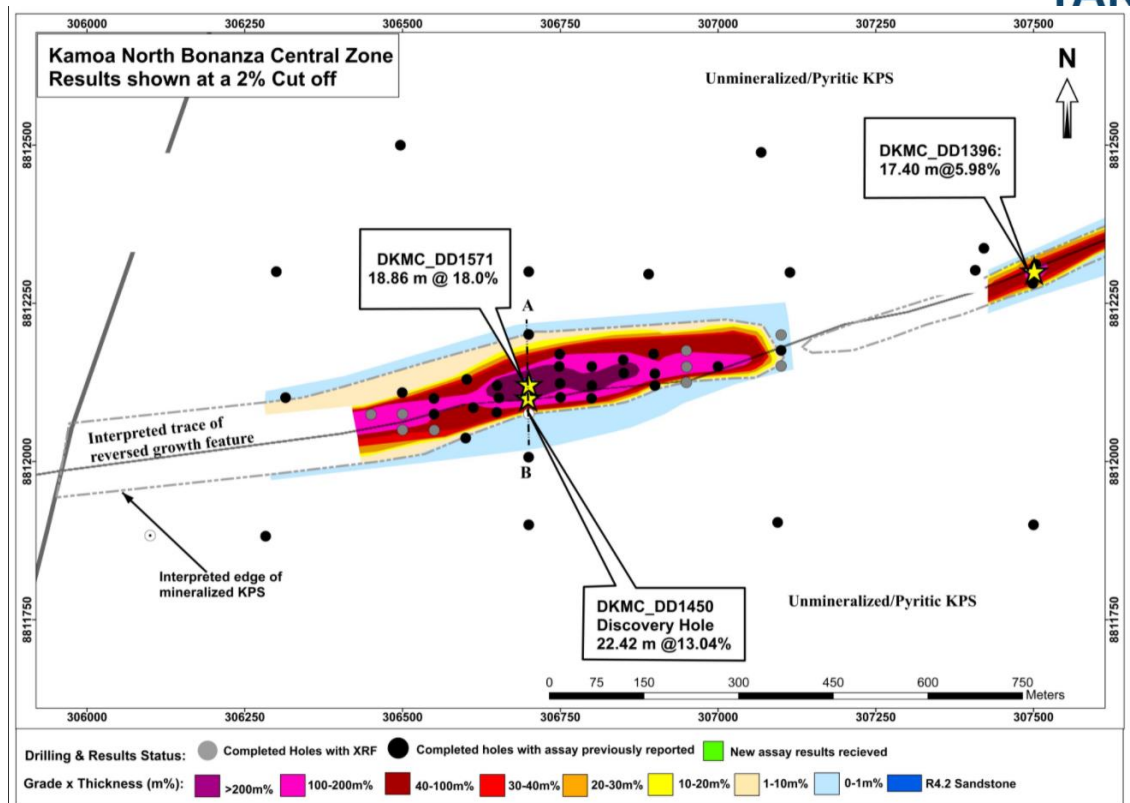 306000 306250 306500 306750 307000 307250 307500
Kamoa North Bonanza Central Zone
Results shown at a 2% Cut off
Unmineralized/Pyritic KPS
N
8812500
8812500
DKMC_DD1396:
17.40 m@5.98%
DKMC_DD1571
18.86 m @ 18.0%
8812250
8812250
A
Interpreted trace of
reversed growth feature
8812000
8812000
B
Interpreted edge of
mineralized KPS
DKMC_DD1450
Discovery Hole
22.42 m @13.04%
Unmineralized/Pyritic KPS
8811750
8811750
0 75 150 300 450 600 750
Meters
306000 306250 306500 306750 307000 307250 307500
Drilling & Results Status: Completed Holes with XRF Completed holes with assay previously reported New assay results recieved
Grade x Thickness (m%): >200m% 100-200m% 40-100m% 30-40m% 20-30m% 10-20m% 1-10m% 0-1m% R4.2 Sandstone